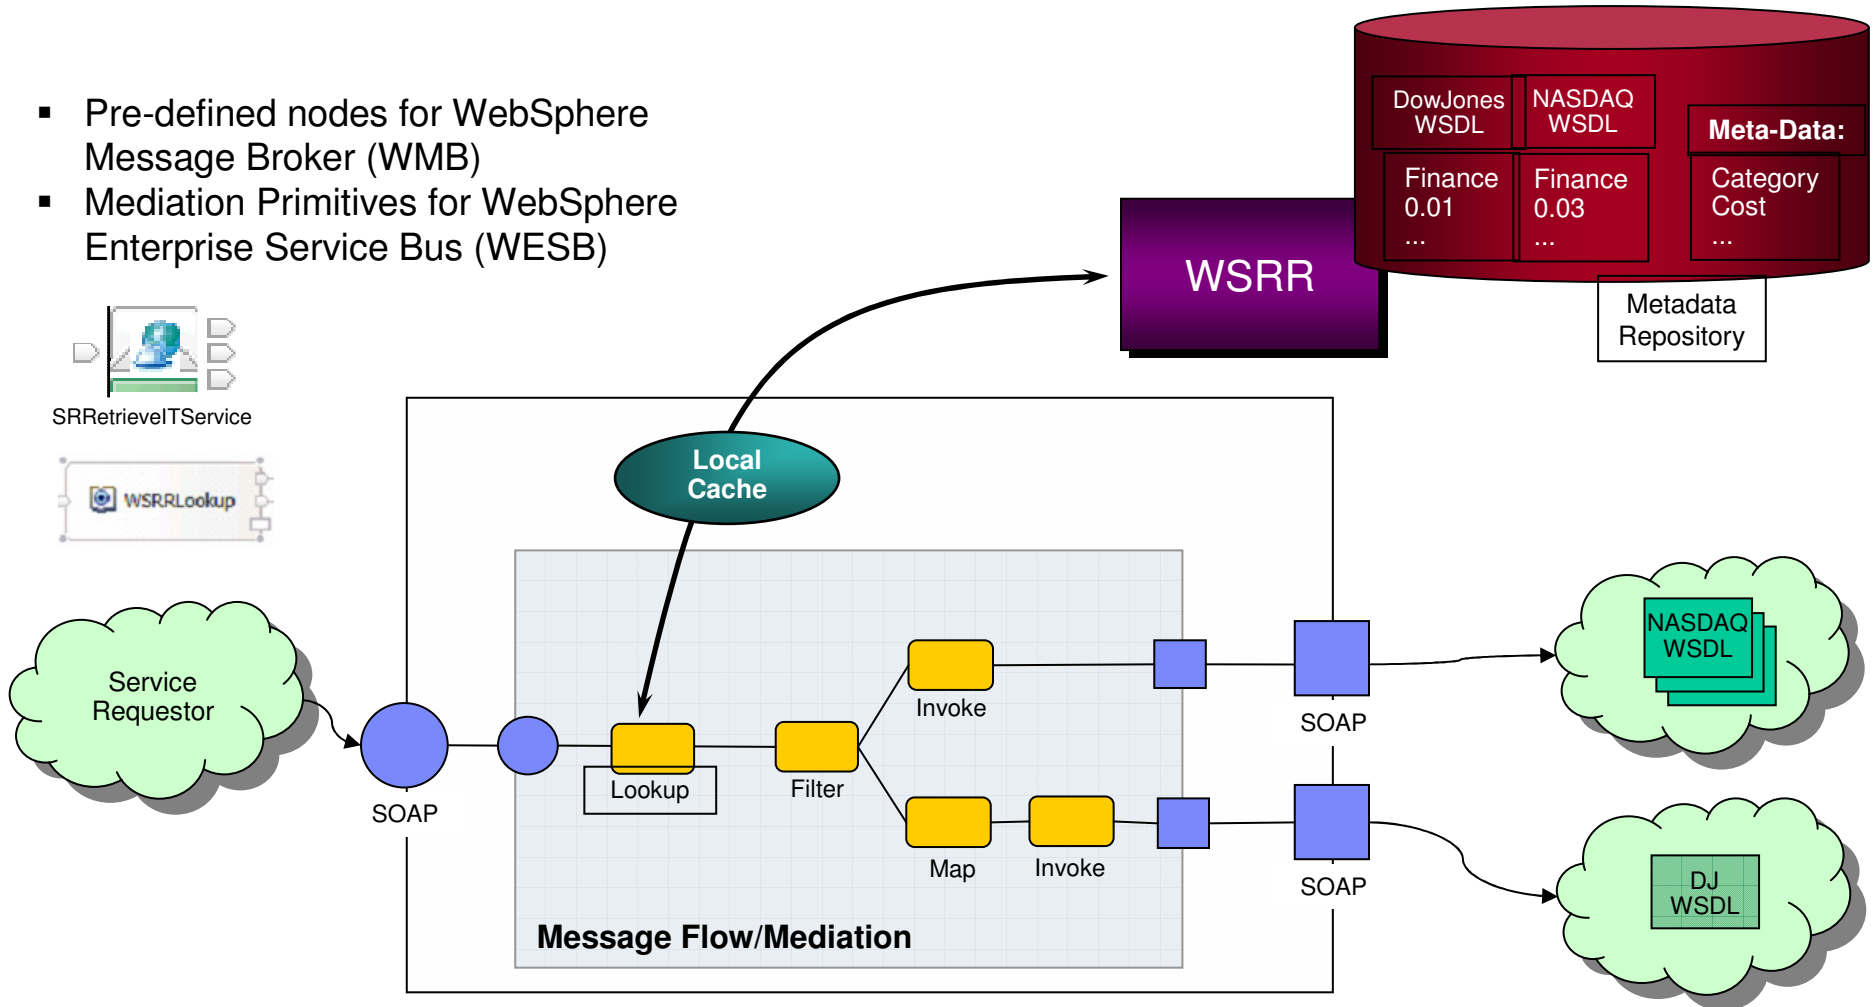 ▪ Pre-defined nodes for WebSphere
Message Broker (WMB)
▪ Mediation Primitives for WebSphere
Enterprise Service Bus (WESB)
DowJones
WSDL
NASDAQ
WSDL
Meta-Data:
Finance
0.01
...
Finance
0.03
...
Category
Cost
...
WSRR
Metadata
Repository
SRRetrieveITService
WSRRLookup
Local
Cache
Service
Requestor
SOAP
Lookup
Filter
Invoke
Map
Invoke
SOAP
SOAP
NASDAQ
WSDL
DJ
WSDL
Message Flow/Mediation